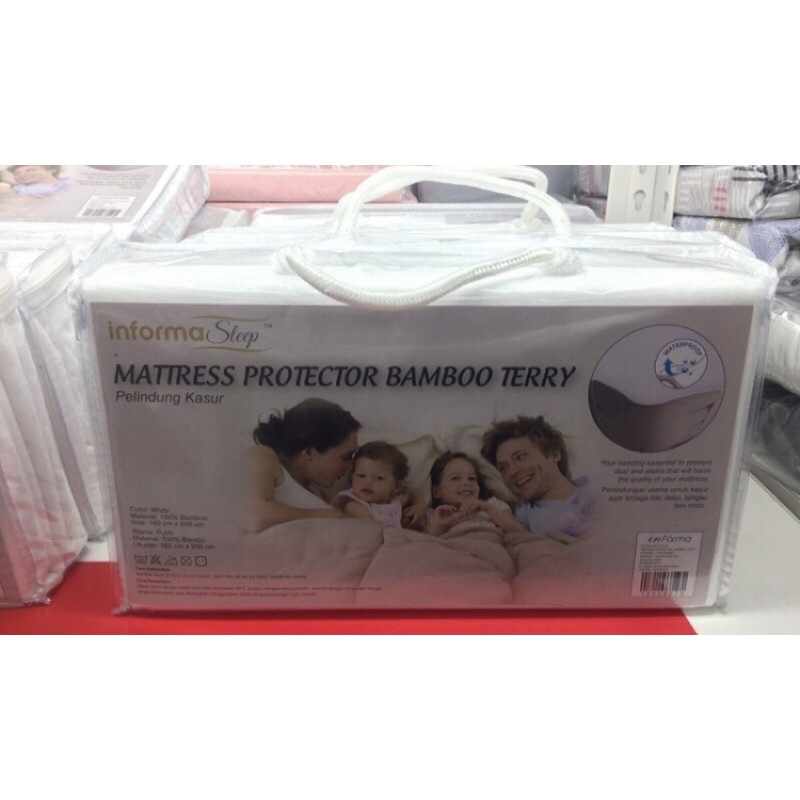 informa Sleep ™
MATTRESS PROTECTOR BAMBOO TERRY
Pelindung Kasur
WATERPROOF
Your bedding essential to prevent
dust and stains that will harm
the quality of your mattress.
Perlindungan utama untuk kasur
agar terjaga dari debu, tungau
dan noda.
Color: White
Material: 100% Bamboo
Size: 160 cm x 200 cm
Warna: Putih
Material: 100% Bambu
Ukuran: 160 cm x 200 cm
informa